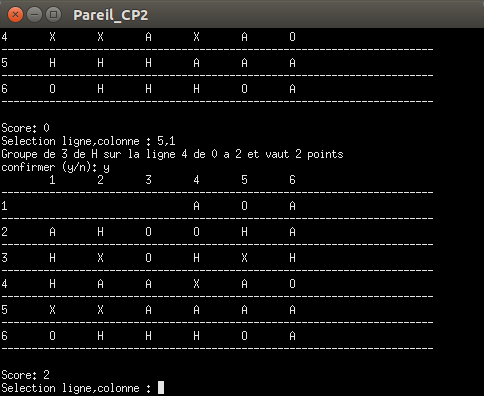 Pareil_CP2
4 X X A X A O
5 H H H A A A
6 O H H H O A
Score: 0
Selection ligne,colonne : 5,1
Groupe de 3 de H sur la ligne 4 de 0 a 2 et vaut 2 points
confirmer (y/n): y
1 2 3 4 5 6
1 A O A
2 A H O O H A
3 H X O H X H
4 H A A X A O
5 X X A A A A
6 O H H H O A
Score: 2
Selection ligne,colonne :